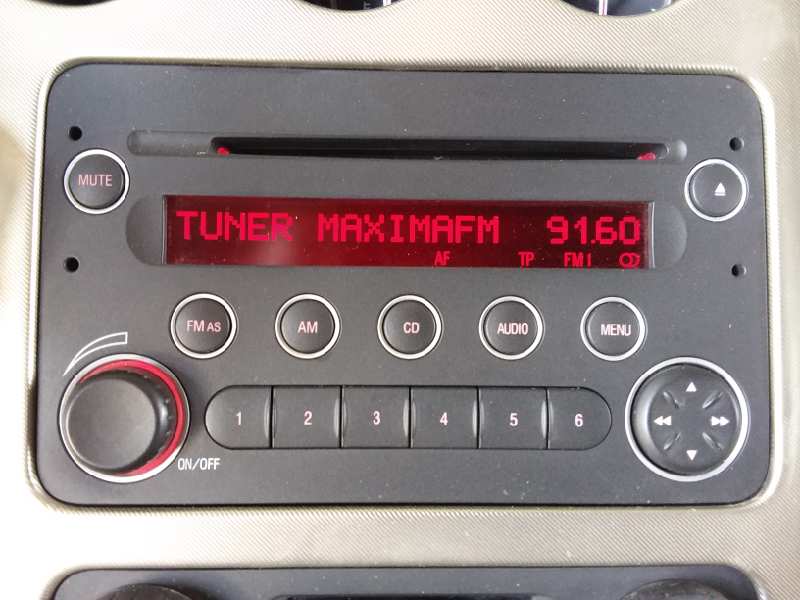 MUTE
TUNER MAXIMAFM 91.60
AF TP FM1
FM AS AM CD AUDIO MENU
1 2 3 4 5 6
ON/OFF